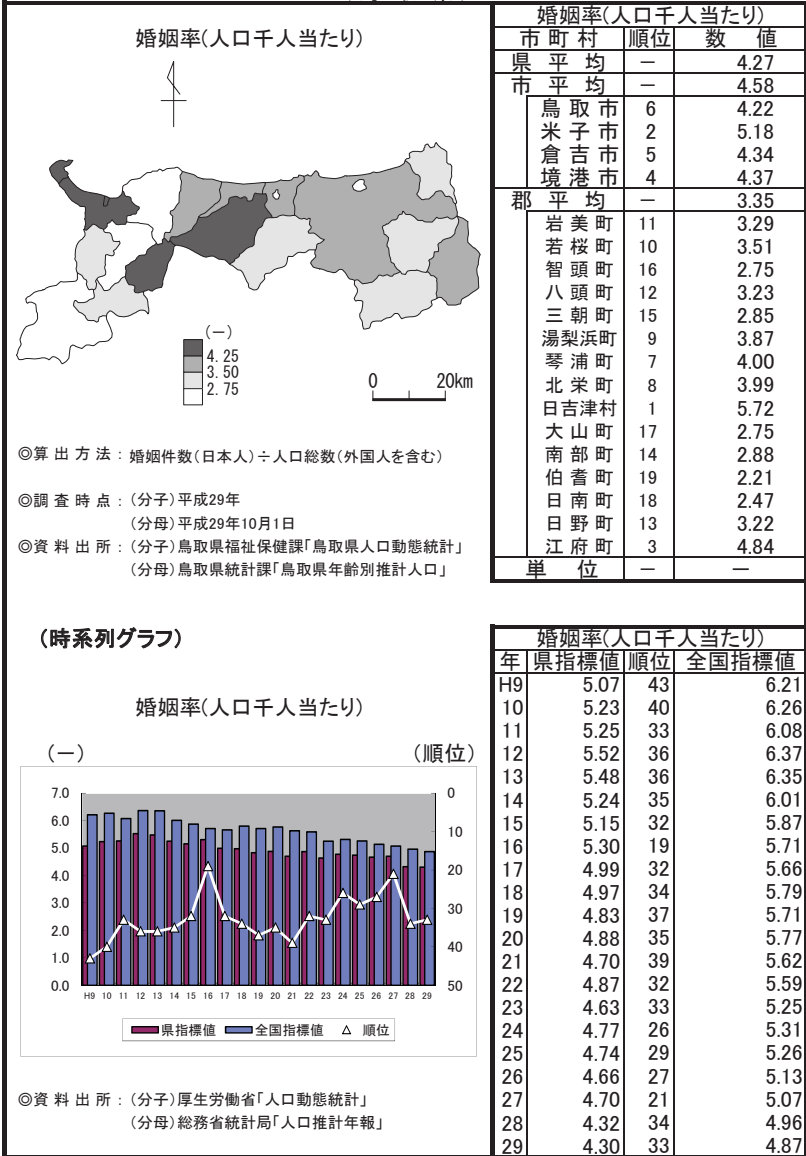 婚姻率(人口千人当たり)
(ー)
4.25
3.50
2.75
0 20km
◎算出方法:婚姻件数(日本人)÷人口総数(外国人を含む)
◎調査時点:(分子)平成29年
(分母)平成29年10月1日
◎資料出所:(分子)鳥取県福祉保健課「鳥取県人口動態統計」
(分母)鳥取県統計課「鳥取県年齢別推計人口」
婚姻率(人口千人当たり)
市町村 順位 数値
県平均 － 4.27
市平均 － 4.58
鳥取市 6 4.22
米子市 2 5.18
倉吉市 5 4.34
境港市 4 4.37
郡平均 － 3.35
岩美町 11 3.29
若桜町 10 3.51
智頭町 16 2.75
八頭町 12 3.23
三朝町 15 2.85
湯梨浜町 9 3.87
琴浦町 7 4.00
北栄町 8 3.99
日吉津村 1 5.72
大山町 17 2.75
南部町 14 2.88
伯耆町 19 2.21
日南町 18 2.47
日野町 13 3.22
江府町 3 4.84
単位 － －
(時系列グラフ)
婚姻率(人口千人当たり)
(ー) (順位)
7.0 0
6.0 10
5.0 20
4.0 30
3.0 40
2.0 50
1.0
0.0
H9 10 11 12 13 14 15 16 17 18 19 20 21 22 23 24 25 26 27 28 29
県指標値 全国指標値 順位
◎資料出所:(分子)厚生労働省「人口動態統計」
(分母)総務省統計局「人口推計年報」
婚姻率(人口千人当たり)
年 県指標値 順位 全国指標値
H9 5.07 43 6.21
10 5.23 40 6.26
11 5.25 33 6.08
12 5.52 36 6.37
13 5.48 36 6.35
14 5.24 35 6.01
15 5.15 32 5.87
16 5.30 19 5.71
17 4.99 32 5.66
18 4.97 34 5.79
19 4.83 37 5.71
20 4.88 35 5.77
21 4.70 39 5.62
22 4.87 32 5.59
23 4.63 33 5.25
24 4.77 26 5.31
25 4.74 29 5.26
26 4.66 27 5.13
27 4.70 21 5.07
28 4.32 34 4.96
29 4.30 33 4.87